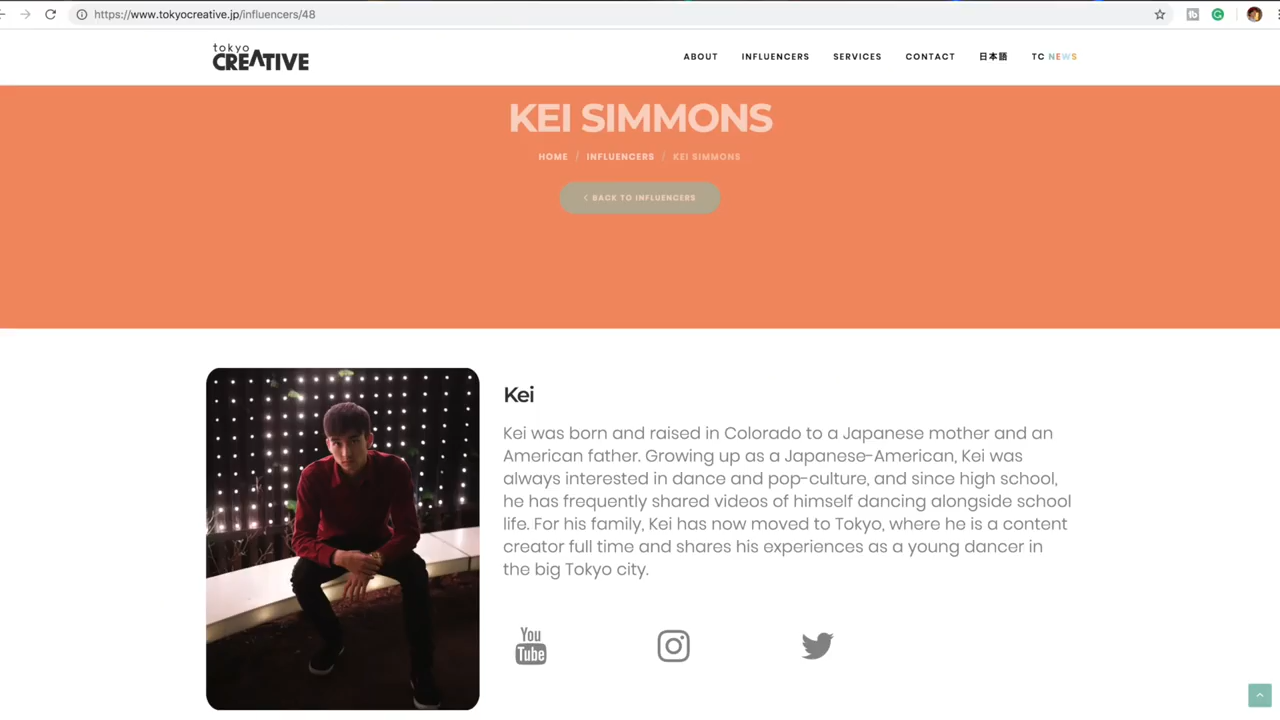 https://www.tokyocreative.jp/influencers/48
tokyo
CREATIVE
ABOUT INFLUENCERS SERVICES CONTACT 日本語 TC NEWS
KEI SIMMONS
HOME / INFLUENCERS / KEI SIMMONS
< BACK TO INFLUENCERS
Kei
Kei was born and raised in Colorado to a Japanese mother and an
American father. Growing up as a Japanese-American, Kei was
always interested in dance and pop-culture, and since high school,
he has frequently shared videos of himself dancing alongside school
life. For his family, Kei has now moved to Tokyo, where he is a content
creator full time and shares his experiences as a young dancer in
the big Tokyo city.
You
Tube